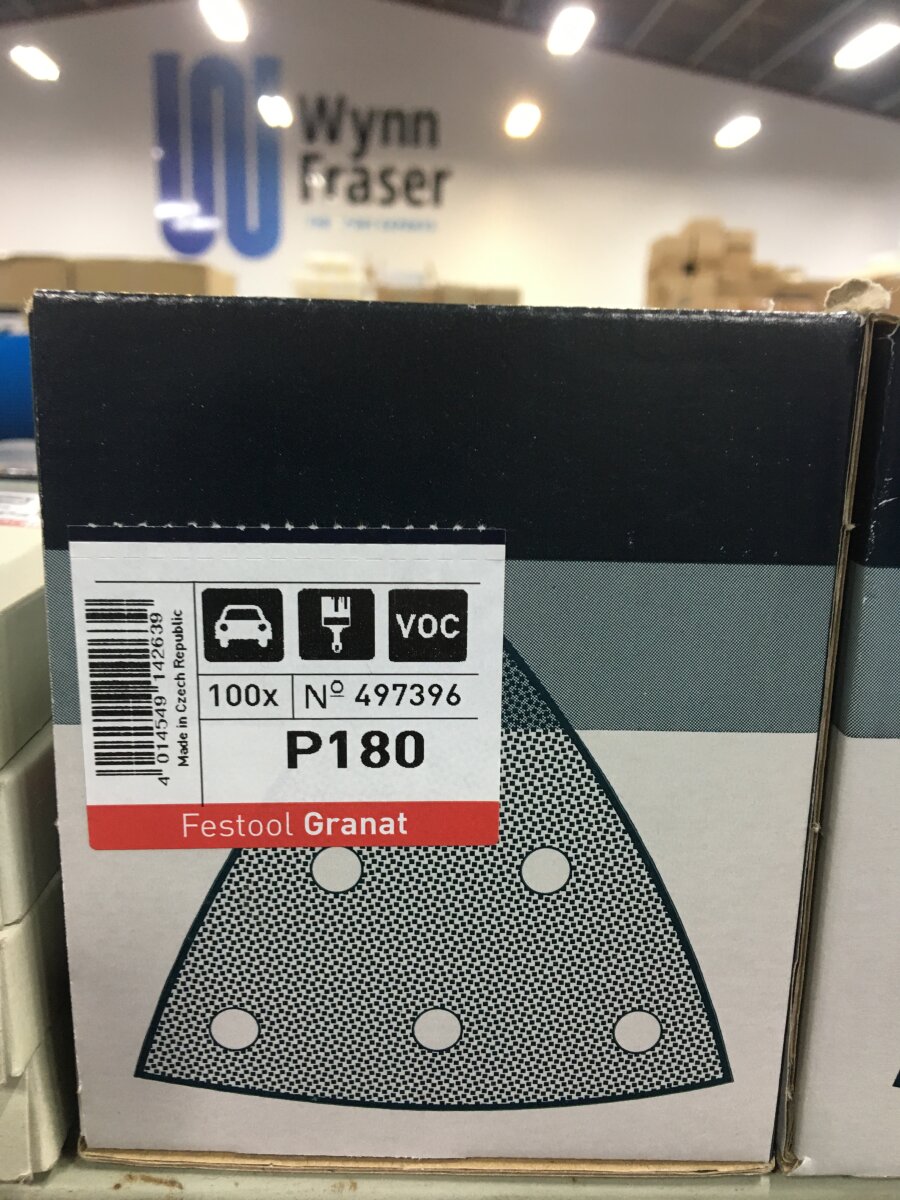 Wynn
Fraser
VOC
100x
Nº 497396
P180
4 014549 142639
Made in Czech Republic
Festool Granat